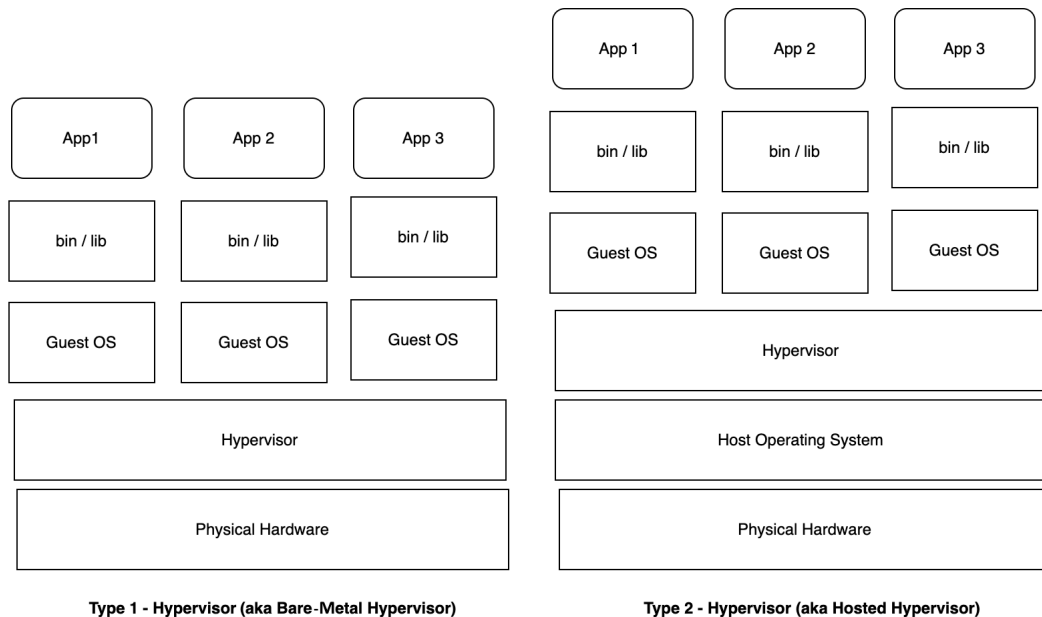 App1
App 2
App 3
bin / lib
bin / lib
bin / lib
Guest OS
Guest OS
Guest OS
Hypervisor
Physical Hardware
Type 1 - Hypervisor (aka Bare-Metal Hypervisor)
App 1
App 2
App 3
bin / lib
bin / lib
bin / lib
Guest OS
Guest OS
Guest OS
Hypervisor
Host Operating System
Physical Hardware
Type 2 - Hypervisor (aka Hosted Hypervisor)